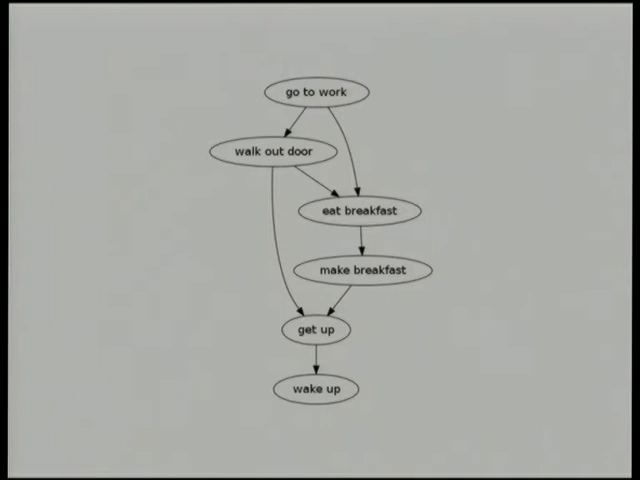 go to work
walk out door
eat breakfast
make breakfast
get up
wake up